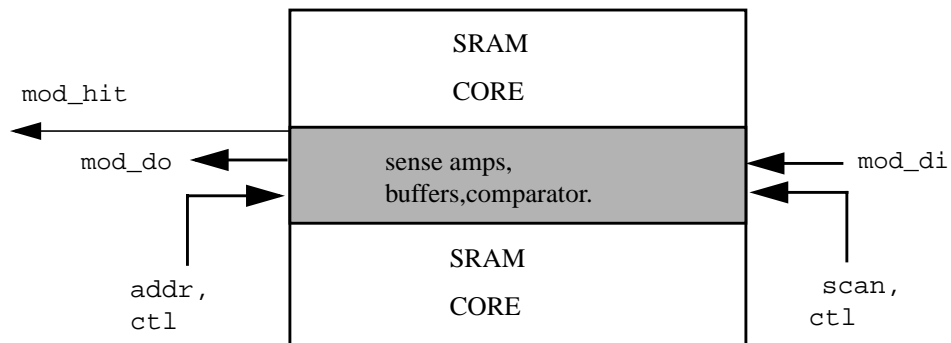 SRAM
CORE
mod_hit
mod_do
sense amps,
buffers,comparator.
mod_di
SRAM
CORE
addr,
ctl
scan,
ctl